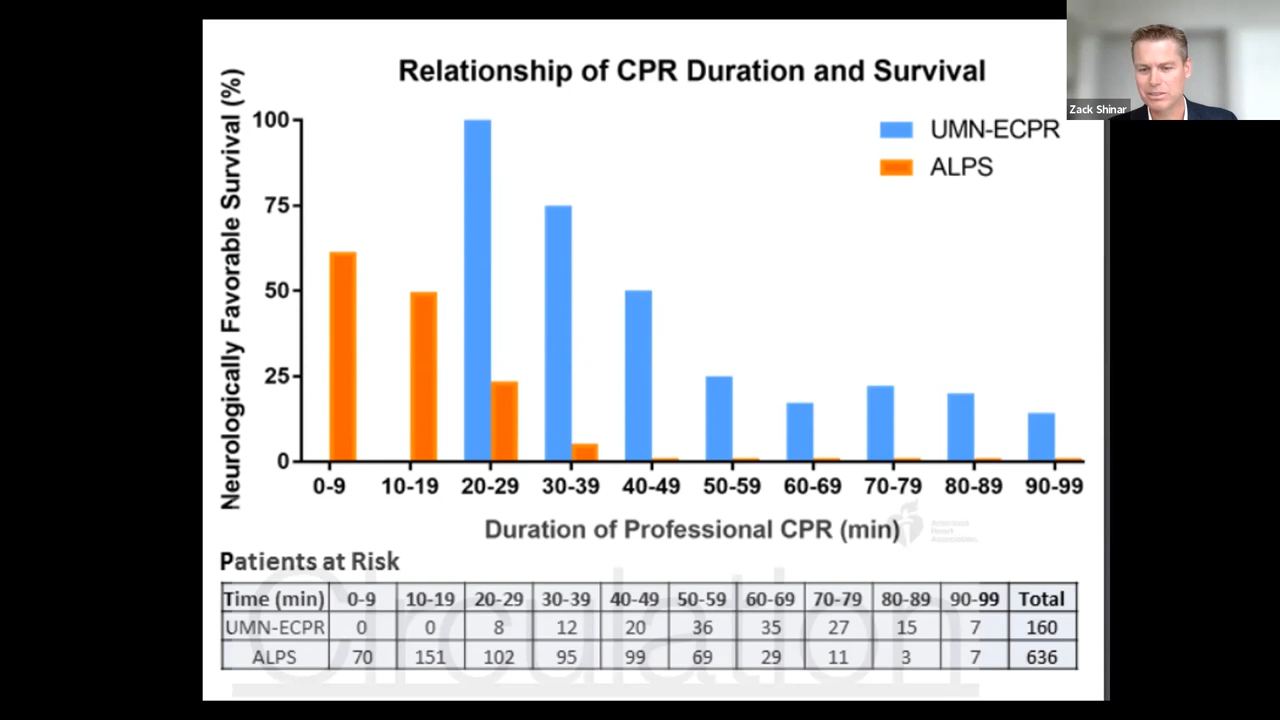 Zack Shinar
Relationship of CPR Duration and Survival
Neurologically Favorable Survival (%)
100
75
50
25
0
UMN-ECPR
ALPS
0-9 10-19 20-29 30-39 40-49 50-59 60-69 70-79 80-89 90-99
Duration of Professional CPR (min)
American
Heart
Association
Patients at Risk
Circulation
Time (min) 0-9 10-19 20-29 30-39 40-49 50-59 60-69 70-79 80-89 90-99 Total
UMN-ECPR 0 0 8 12 20 36 35 27 15 7 160
ALPS 70 151 102 95 99 69 29 11 3 7 636